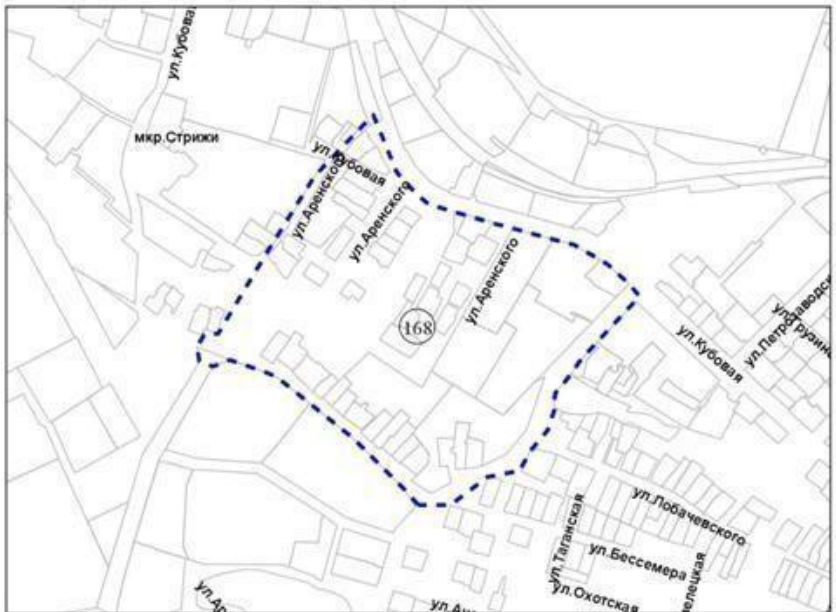 ул.Кубовая
мкр.Стрижи
ул.Кубовая
ул.Аренского
ул.Аренского
ул.Аренского
168
ул.Кубовая
ул.Лобачевского
ул.Таганская
ул.Бессемера
ул.Охотская